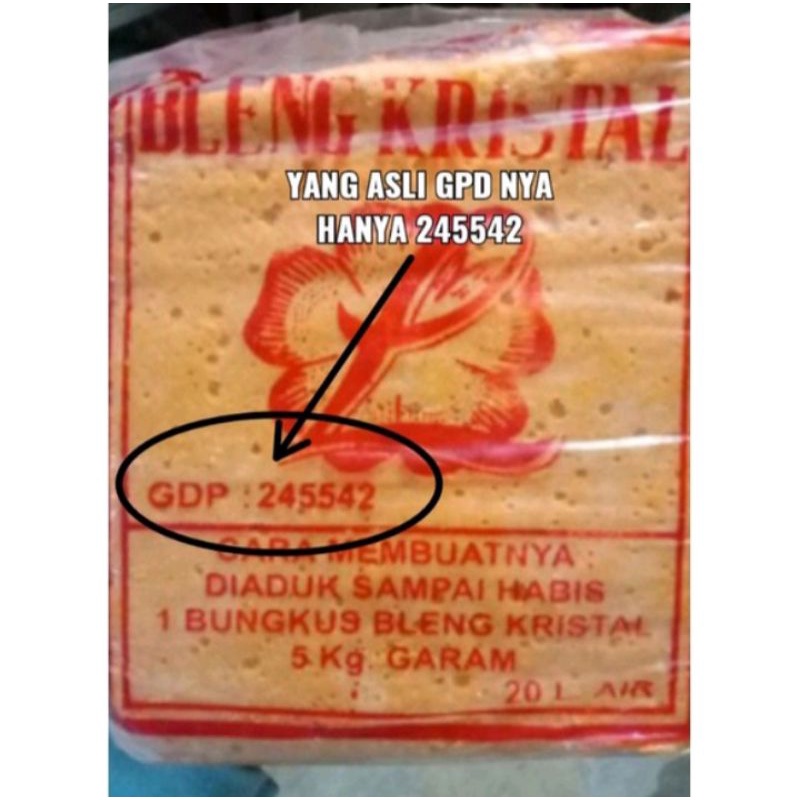 BLENG KRISTAL
YANG ASLI GPD NYA
HANYA 245542
GDP : 245542
CARA MEMBUATNYA :
DIADUK SAMPAI HABIS
1 BUNGKUS BLENG KRISTAL
5 Kg. GARAM
20 L AIR